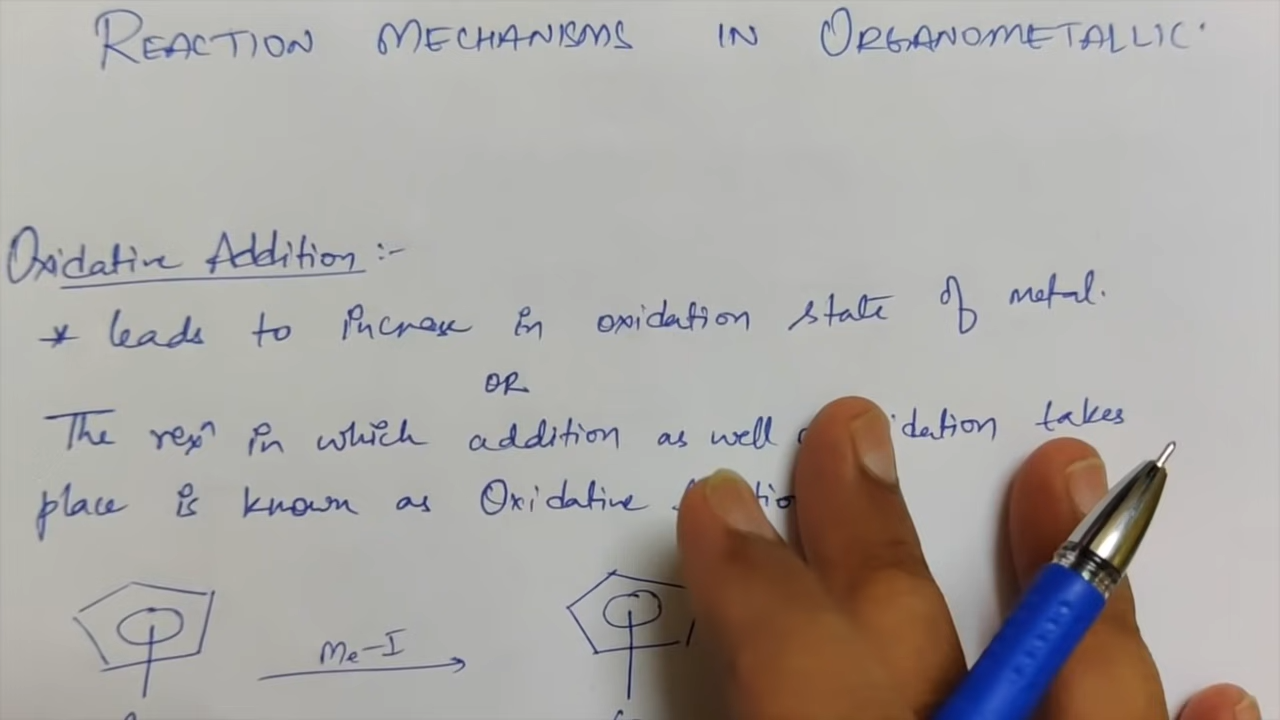 REACTION MECHANISMS IN ORGANOMETALLIC
Oxidative Addition :-
* leads to increase in oxidation state of metal.
OR
The rexn in which addition as well takes
place is known as Oxidative
Me-I